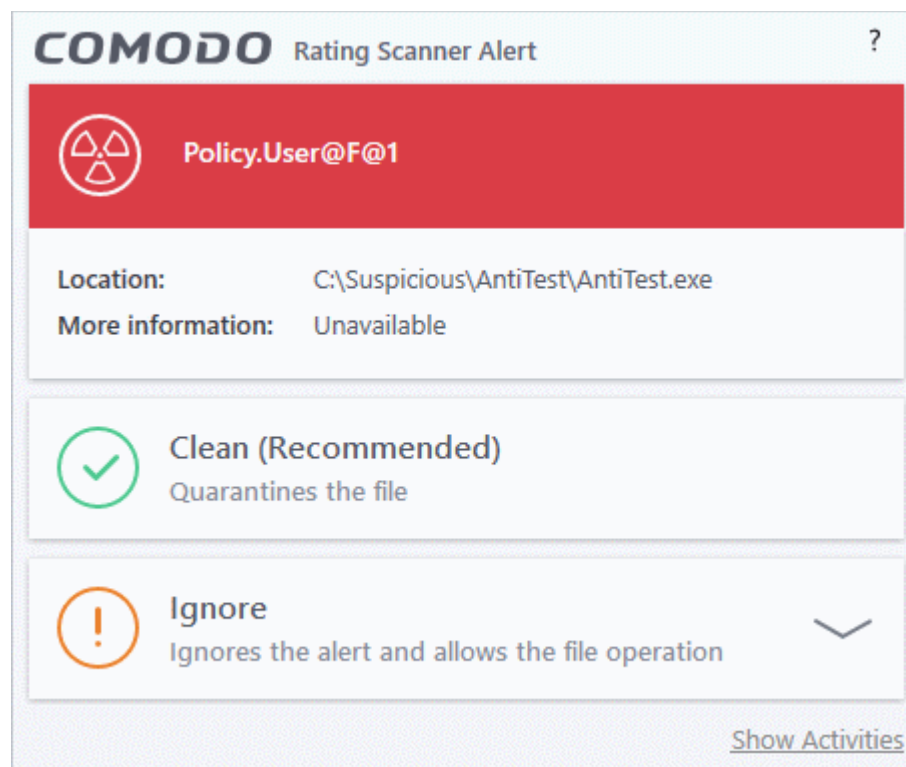 COMODO Rating Scanner Alert ?
Policy.User@F@1
Location: C:\Suspicious\AntiTest\AntiTest.exe
More information: Unavailable
Clean (Recommended)
Quarantines the file
Ignore
Ignores the alert and allows the file operation
Show Activities